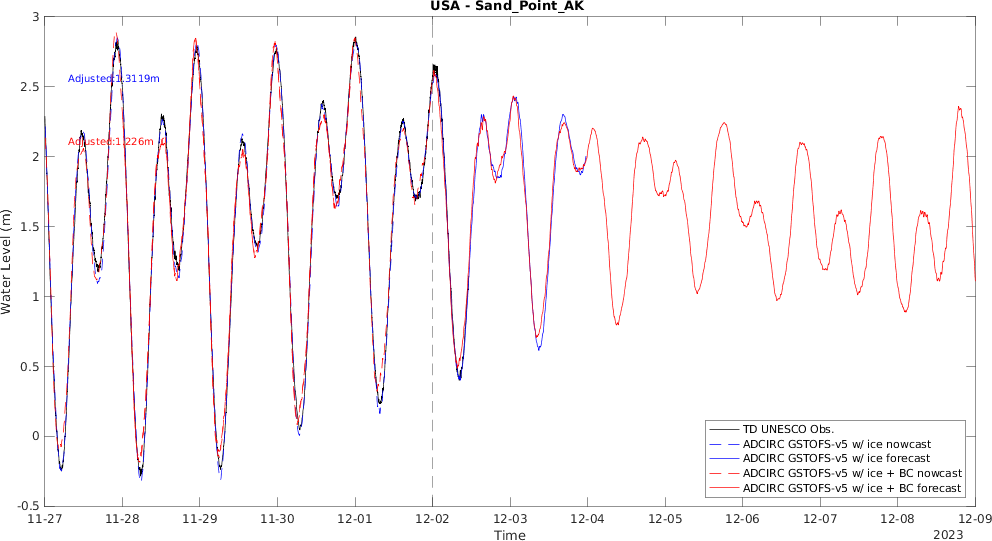 USA - Sand_Point_AK
3
2.5
2
1.5
1
0.5
0
-0.5
Water Level (m)
Adjusted:1.3119m
Adjusted:1.226m
TD UNESCO Obs.
ADCIRC GSTOFS-v5 w/ ice nowcast
ADCIRC GSTOFS-v5 w/ ice forecast
ADCIRC GSTOFS-v5 w/ ice + BC nowcast
ADCIRC GSTOFS-v5 w/ ice + BC forecast
11-27 11-28 11-29 11-30 12-01 12-02 12-03 12-04 12-05 12-06 12-07 12-08 12-09
Time
2023